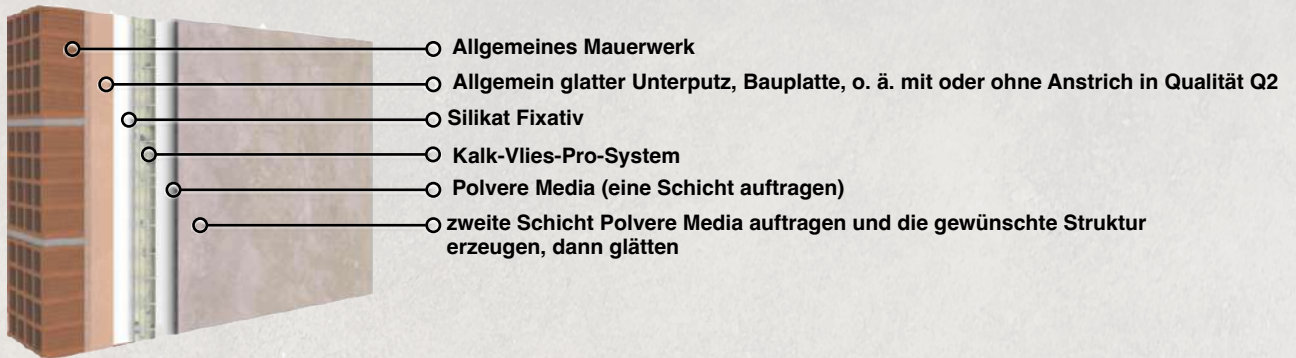 Allgemeines Mauerwerk
Allgemein glatter Unterputz, Bauplatte, o. ä. mit oder ohne Anstrich in Qualität Q2
Silikat Fixativ
Kalk-Vlies-Pro-System
Polvere Media (eine Schicht auftragen)
zweite Schicht Polvere Media auftragen und die gewünschte Struktur
erzeugen, dann glätten